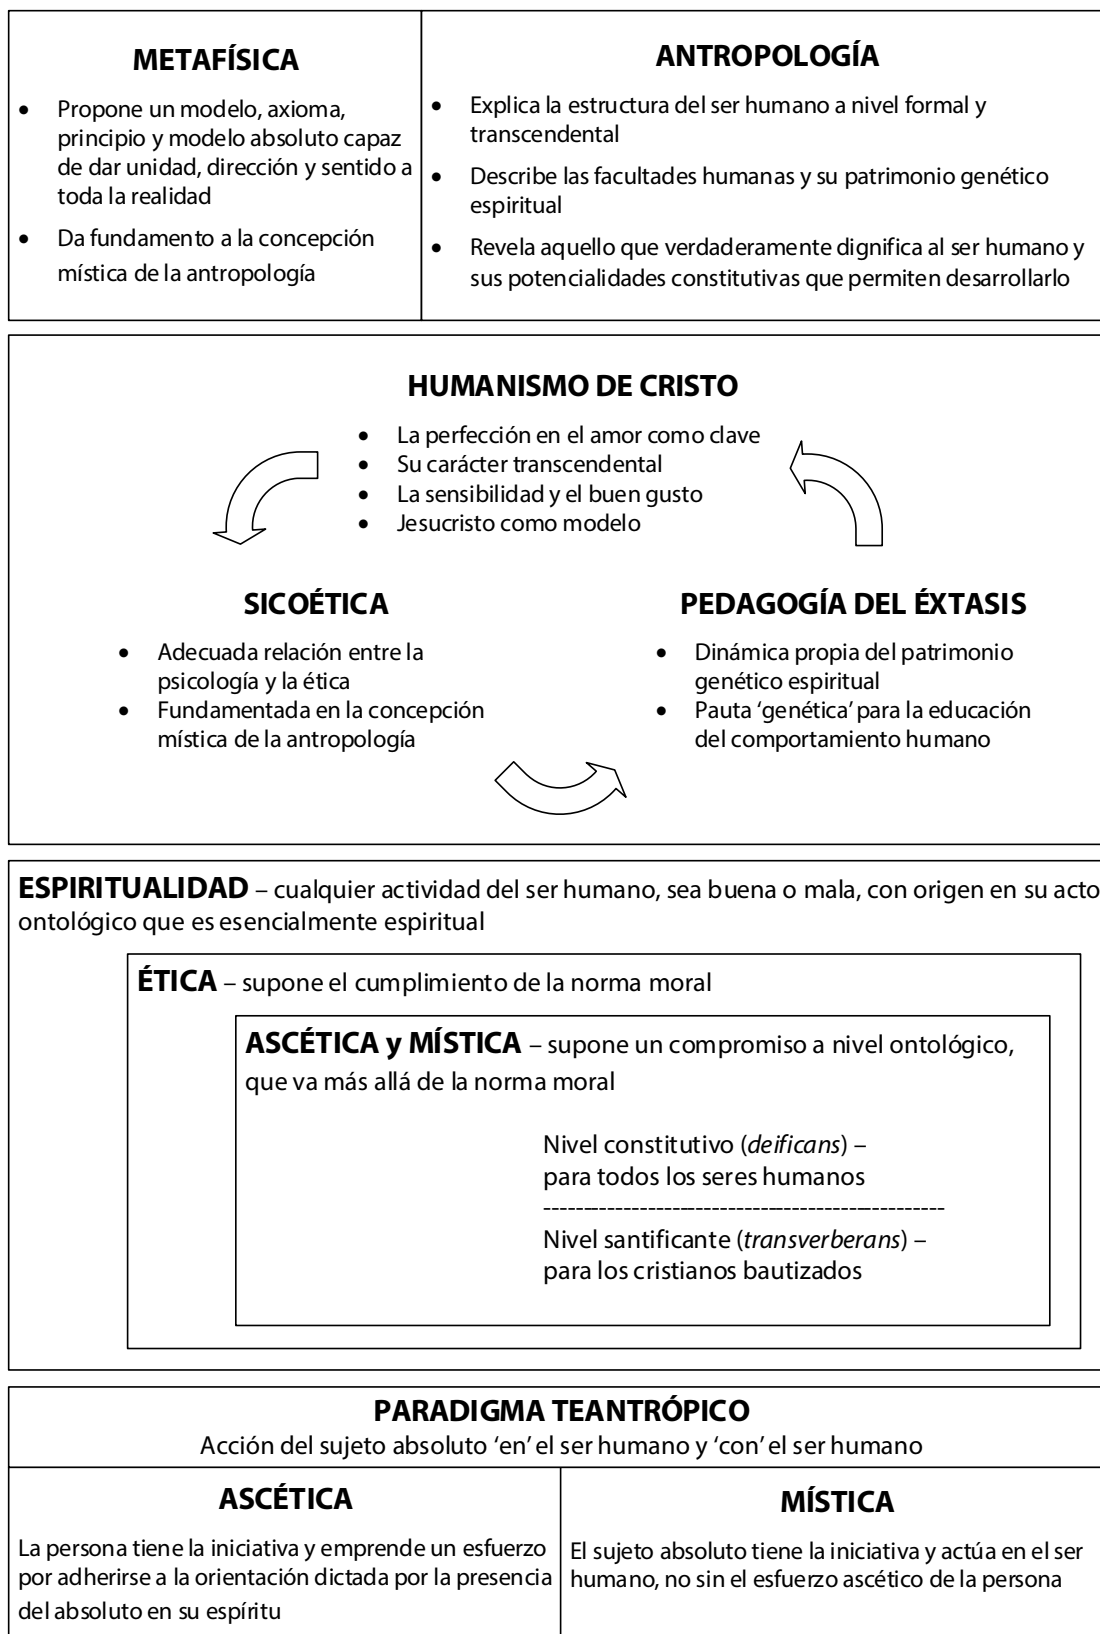 METAFÍSICA
• Propone un modelo, axioma,
principio y modelo absoluto capaz
de dar unidad, dirección y sentido a
toda la realidad
• Da fundamento a la concepción
mística de la antropología
ANTROPOLOGÍA
• Explica la estructura del ser humano a nivel formal y
transcendental
• Describe las facultades humanas y su patrimonio genético
espiritual
• Revela aquello que verdaderamente dignifica al ser humano y
sus potencialidades constitutivas que permiten desarrollarlo
HUMANISMO DE CRISTO
• La perfección en el amor como clave
• Su carácter transcendental
• La sensibilidad y el buen gusto
• Jesucristo como modelo
SICOÉTICA
• Adecuada relación entre la
psicología y la ética
• Fundamentada en la concepción
mística de la antropología
PEDAGOGÍA DEL ÉXTASIS
• Dinámica propia del patrimonio
genético espiritual
• Pauta ‘genética’ para la educación
del comportamiento humano
ESPIRITUALIDAD – cualquier actividad del ser humano, sea buena o mala, con origen en su acto
ontológico que es esencialmente espiritual
ÉTICA – supone el cumplimiento de la norma moral
ASCÉTICA y MÍSTICA – supone un compromiso a nivel ontológico,
que va más allá de la norma moral
Nivel constitutivo (deificans) –
para todos los seres humanos
------------------------------------------------
Nivel santificante (transverberans) –
para los cristianos bautizados
PARADIGMA TEANTRÓPICO
Acción del sujeto absoluto ‘en’ el ser humano y ‘con’ el ser humano
ASCÉTICA
La persona tiene la iniciativa y emprende un esfuerzo
por adherirse a la orientación dictada por la presencia
del absoluto en su espíritu
MÍSTICA
El sujeto absoluto tiene la iniciativa y actúa en el ser
humano, no sin el esfuerzo ascético de la persona